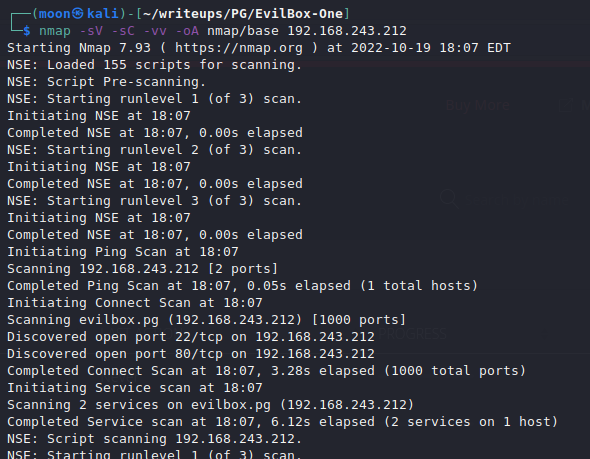 ┌──(moon㉿kali)-[~/writeups/PG/EvilBox-One]
└─$ nmap -sV -sC -vv -oA nmap/base 192.168.243.212
Starting Nmap 7.93 ( https://nmap.org ) at 2022-10-19 18:07 EDT
NSE: Loaded 155 scripts for scanning.
NSE: Script Pre-scanning.
NSE: Starting runlevel 1 (of 3) scan.
Initiating NSE at 18:07
Completed NSE at 18:07, 0.00s elapsed
NSE: Starting runlevel 2 (of 3) scan.
Initiating NSE at 18:07
Completed NSE at 18:07, 0.00s elapsed
NSE: Starting runlevel 3 (of 3) scan.
Initiating NSE at 18:07
Completed NSE at 18:07, 0.00s elapsed
Initiating Ping Scan at 18:07
Scanning 192.168.243.212 [2 ports]
Completed Ping Scan at 18:07, 0.05s elapsed (1 total hosts)
Initiating Connect Scan at 18:07
Scanning evilbox.pg (192.168.243.212) [1000 ports]
Discovered open port 22/tcp on 192.168.243.212
Discovered open port 80/tcp on 192.168.243.212
Completed Connect Scan at 18:07, 3.28s elapsed (1000 total ports)
Initiating Service scan at 18:07
Scanning 2 services on evilbox.pg (192.168.243.212)
Completed Service scan at 18:07, 6.12s elapsed (2 services on 1 host)
NSE: Script scanning 192.168.243.212.
NSE: Starting runlevel 1 (of 3) scan.
Buy More